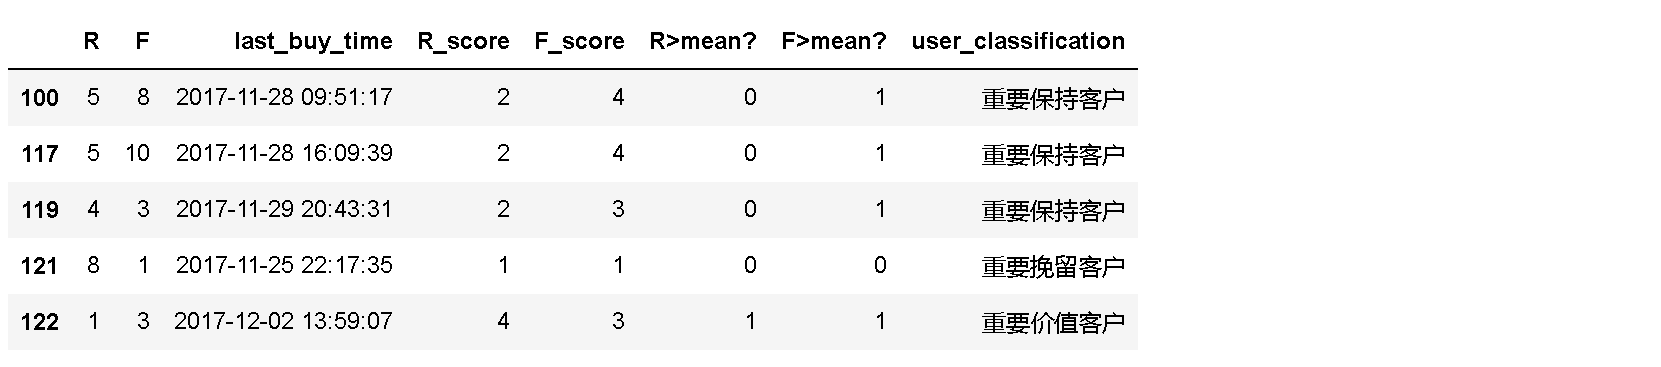 R F last_buy_time R_score F_score R>mean? F>mean? user_classification
100 5 8 2017-11-28 09:51:17 2 4 0 1 重要保持客户
117 5 10 2017-11-28 16:09:39 2 4 0 1 重要保持客户
119 4 3 2017-11-29 20:43:31 2 3 0 1 重要保持客户
121 8 1 2017-11-25 22:17:35 1 1 0 0 重要挽留客户
122 1 3 2017-12-02 13:59:07 4 3 1 1 重要价值客户